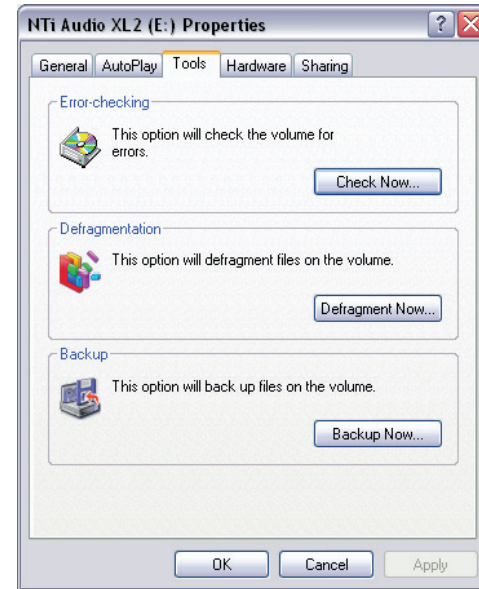 NTi Audio XL2 (E:) Properties
General AutoPlay Tools Hardware Sharing
Error-checking
This option will check the volume for
errors.
Check Now...
Defragmentation
This option will defragment files on the volume.
Defragment Now...
Backup
This option will back up files on the volume.
Backup Now...
OK Cancel Apply